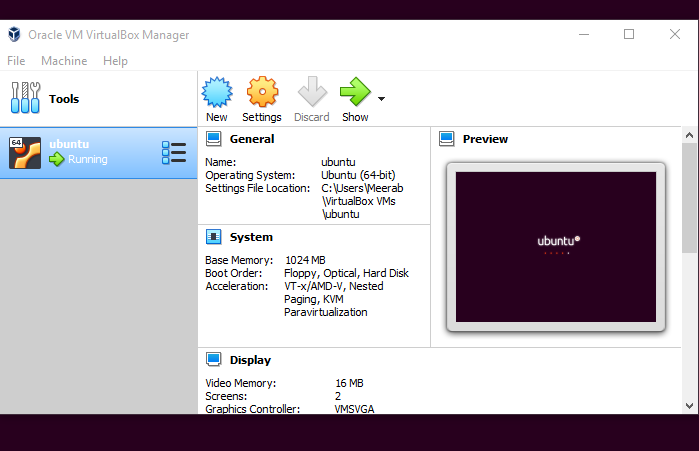 Oracle VM VirtualBox Manager
File Machine Help
Tools
New Settings Discard Show
64
ubuntu
Running
General
Name: ubuntu
Operating System: Ubuntu (64-bit)
Settings File Location: C:\Users\Meerab
\VirtualBox VMs
\ubuntu
Preview
ubuntu
System
Base Memory: 1024 MB
Boot Order: Floppy, Optical, Hard Disk
Acceleration: VT-x/AMD-V, Nested
Paging, KVM
Paravirtualization
Display
Video Memory: 16 MB
Screens: 2
Graphics Controller: VMSVGA